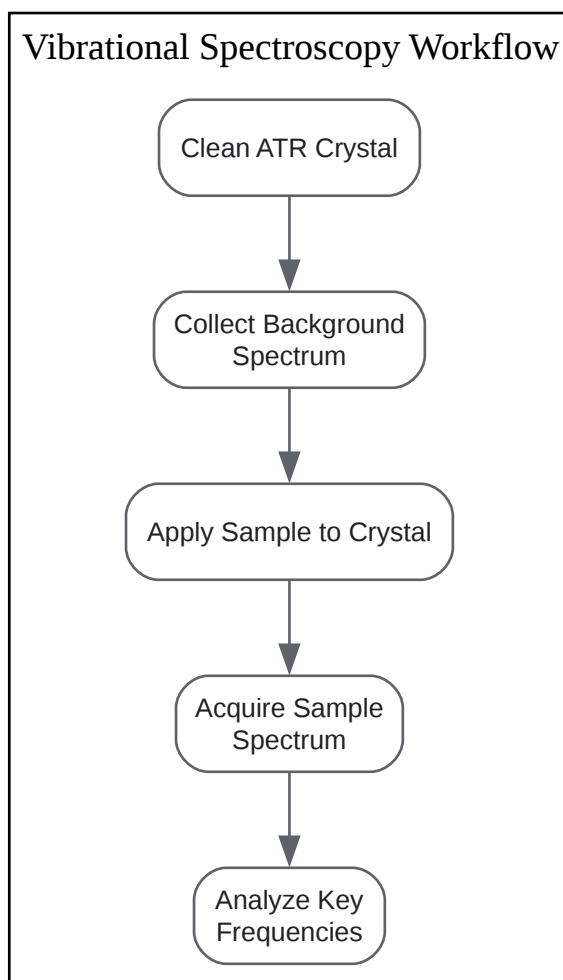 Vibrational Spectroscopy Workflow
Clean ATR Crystal
Collect Background
Spectrum
Apply Sample to Crystal
Acquire Sample
Spectrum
Analyze Key
Frequencies